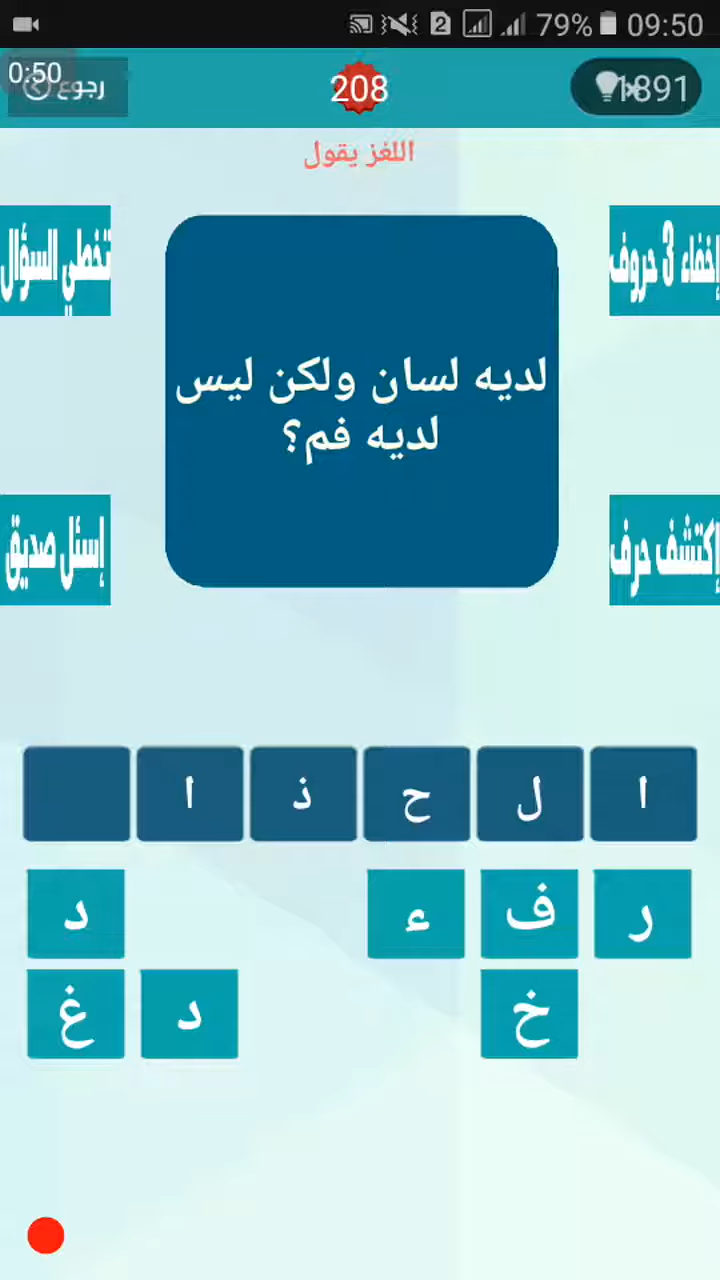 79% 09:50
0:50
رجوع
208
1891
اللغز يقول
تخطي السؤال
إخفاء 3 حروف
لديه لسان ولكن ليس
لديه فم؟
إسئل صديق
إكتشف حرف
ا ل ح ذ ا
ر ف ء د
خ د غ